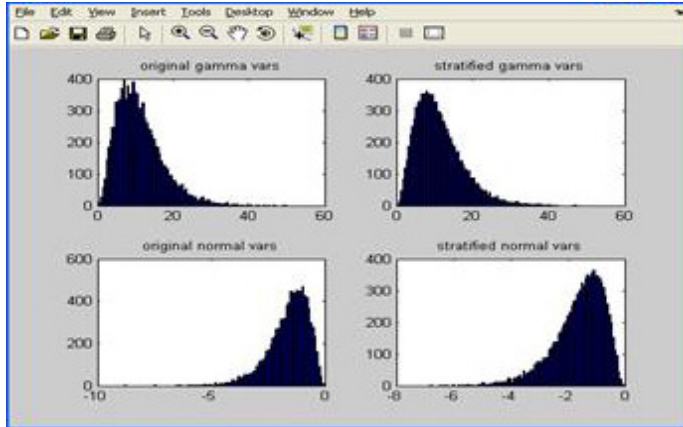 File Edit View Insert Tools Desktop Window Help
original gamma vars
400
300
200
100
0
0 20 40 60
stratified gamma vars
400
300
200
100
0
0 20 40 60
original normal vars
600
400
200
0
-10 -5 0
stratified normal vars
400
300
200
100
0
-8 -6 -4 -2 0